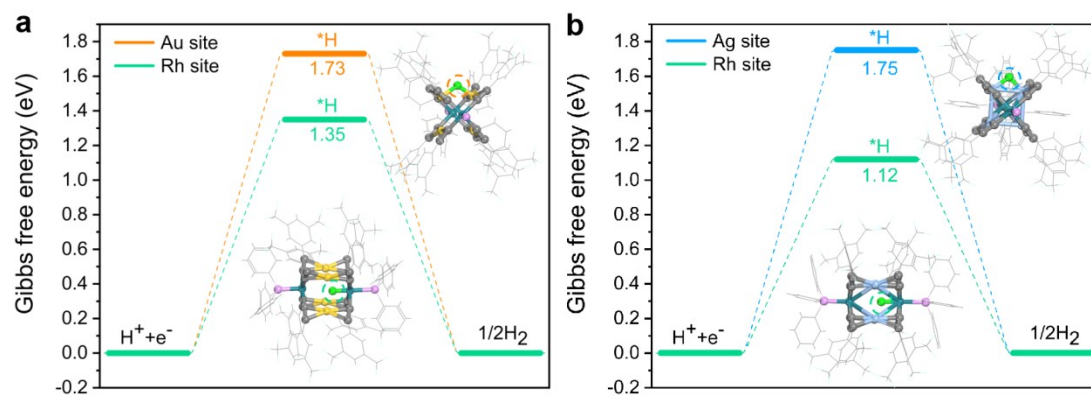 a
Gibbs free energy (eV)
1.8
1.6
1.4
1.2
1.0
0.8
0.6
0.4
0.2
0.0
-0.2
Au site
Rh site
*H
1.73
*H
1.35
H⁺+e⁻
1/2H₂
b
Gibbs free energy (eV)
1.8
1.6
1.4
1.2
1.0
0.8
0.6
0.4
0.2
0.0
-0.2
Ag site
Rh site
*H
1.75
*H
1.12
H⁺+e⁻
1/2H₂